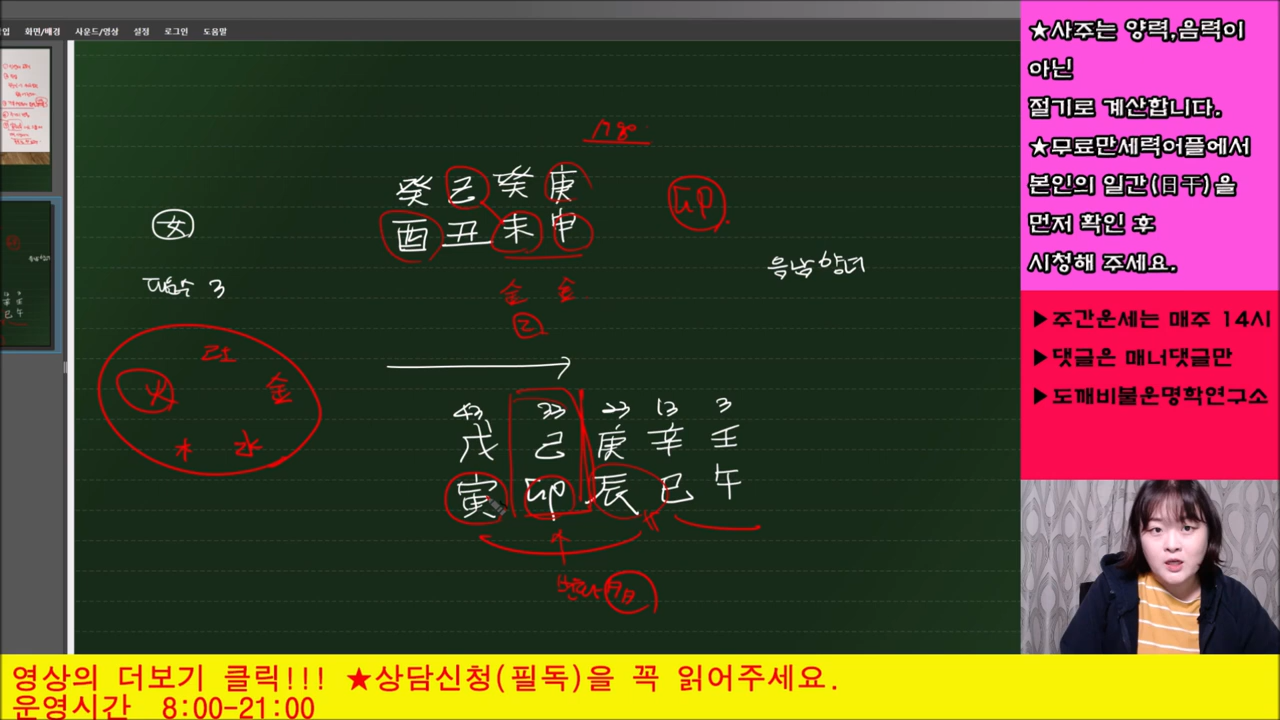 화면/배경 사운드/영상 설정 로그인 도움말
1980
癸己癸庚
酉丑未申
卯
女
대운수 3
음남양녀
金 金
己
土
火 金
木 水
43 33 23 13 3
戊 己 庚 辛 壬
寅 卯 辰 巳 午
★사주는 양력,음력이
아닌
절기로 계산합니다.
★무료만세력어플에서
본인의 일간(日干)을
먼저 확인 후
시청해 주세요.
▶주간운세는 매주 14시
▶댓글은 매너댓글만
▶도깨비불운명학연구소
영상의 더보기 클릭!!! ★상담신청(필독)을 꼭 읽어주세요.
운영시간 8:00-21:00